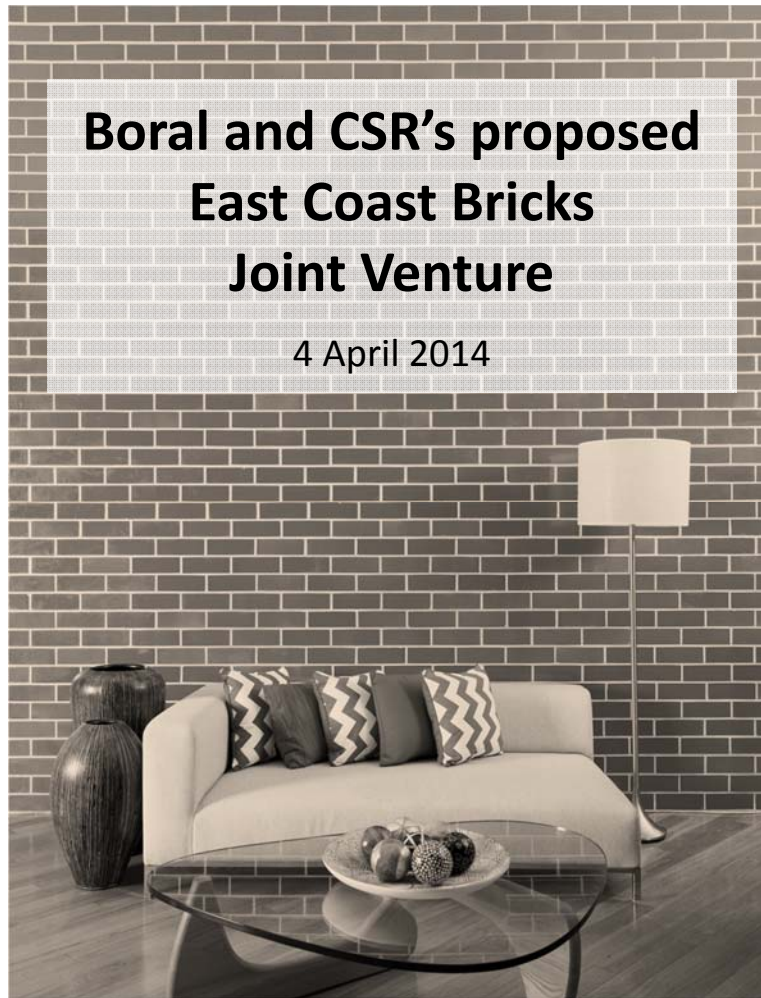 Boral and CSR’s proposed
East Coast Bricks
Joint Venture
4 April 2014